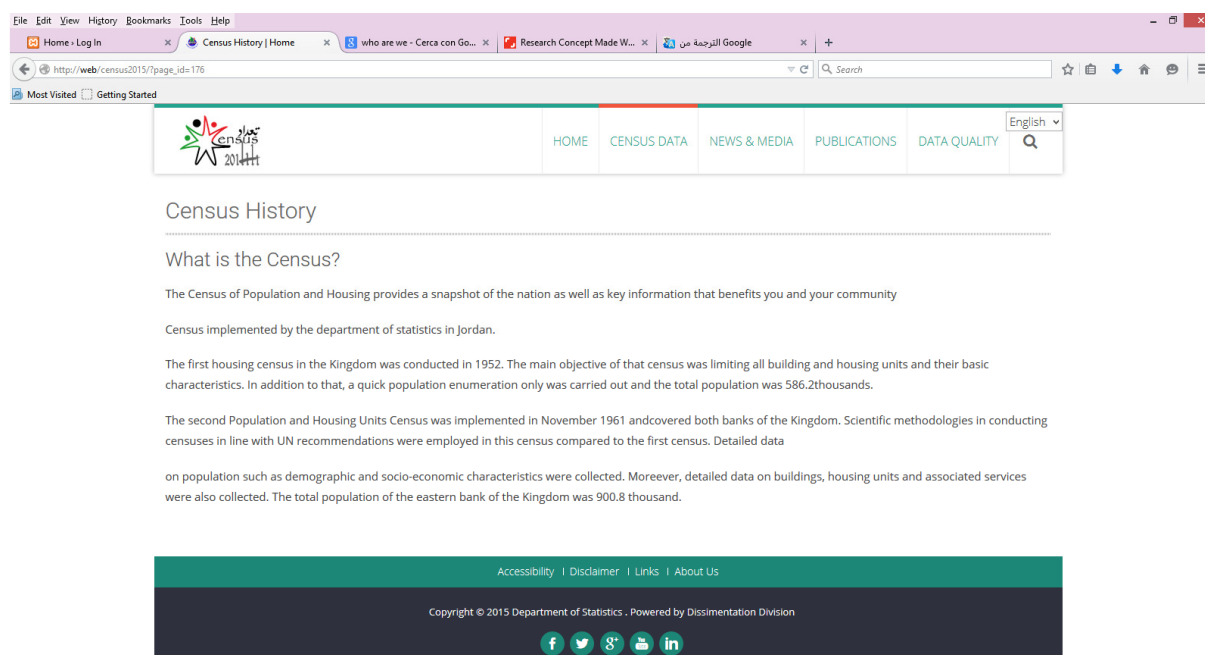 File Edit View History Bookmarks Tools Help
Home › Log In × Census History | Home × who are we - Cerca con Go... × Research Concept Made W... × الترجمة من Google × +
http://web/census2015/?page_id=176 Search
Most Visited Getting Started
تعداد
Census
201
English
HOME CENSUS DATA NEWS & MEDIA PUBLICATIONS DATA QUALITY
Census History
What is the Census?
The Census of Population and Housing provides a snapshot of the nation as well as key information that benefits you and your community
Census implemented by the department of statistics in Jordan.
The first housing census in the Kingdom was conducted in 1952. The main objective of that census was limiting all building and housing units and their basic
characteristics. In addition to that, a quick population enumeration only was carried out and the total population was 586.2thousands.
The second Population and Housing Units Census was implemented in November 1961 andcovered both banks of the Kingdom. Scientific methodologies in conducting
censuses in line with UN recommendations were employed in this census compared to the first census. Detailed data
on population such as demographic and socio-economic characteristics were collected. Moreever, detailed data on buildings, housing units and associated services
were also collected. The total population of the eastern bank of the Kingdom was 900.8 thousand.
Accessibility I Disclaimer I Links I About Us
Copyright © 2015 Department of Statistics . Powered by Dissimentation Division